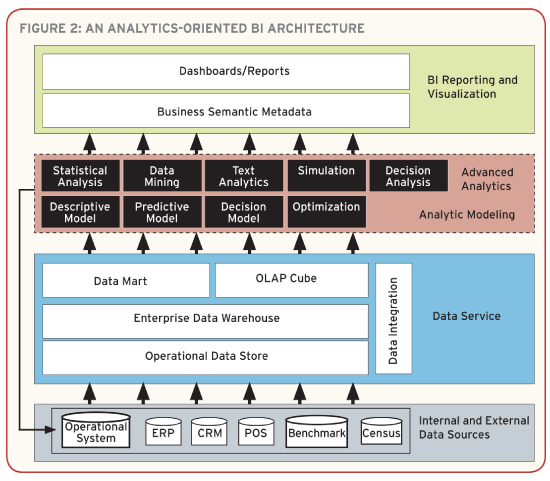 FIGURE 2: AN ANALYTICS-ORIENTED BI ARCHITECTURE
Dashboards/Reports
Business Semantic Metadata
BI Reporting and
Visualization
Statistical
Analysis
Data
Mining
Text
Analytics
Simulation
Decision
Analysis
Advanced
Analytics
Descriptive
Model
Predictive
Model
Decision
Model
Optimization
Analytic Modeling
Data Mart
OLAP Cube
Enterprise Data Warehouse
Operational Data Store
Data Integration
Data Service
Operational
System
ERP
CRM
POS
Benchmark
Census
Internal and External
Data Sources